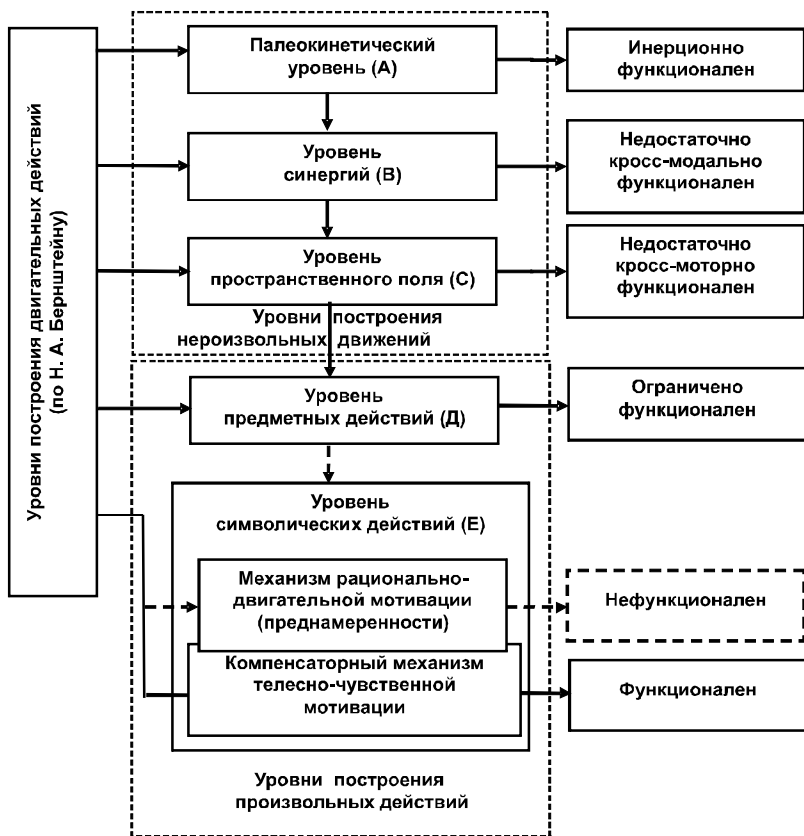 Уровни построения двигательных действий
(по Н. А. Бернштейну)
Палеокинетический
уровень (А)
Инерционно
функционален
Уровень
синергий (В)
Недостаточно
кросс-модально
функционален
Уровень
пространственного поля (С)
Недостаточно
кросс-моторно
функционален
Уровни построения
нероизвольных движений
Уровень
предметных действий (Д)
Ограничено
функционален
Уровень
символических действий (Е)
Механизм рационально-
двигательной мотивации
(преднамеренности)
Нефункционален
Компенсаторный механизм
телесно-чувственной
мотивации
Функционален
Уровни построения
произвольных действий